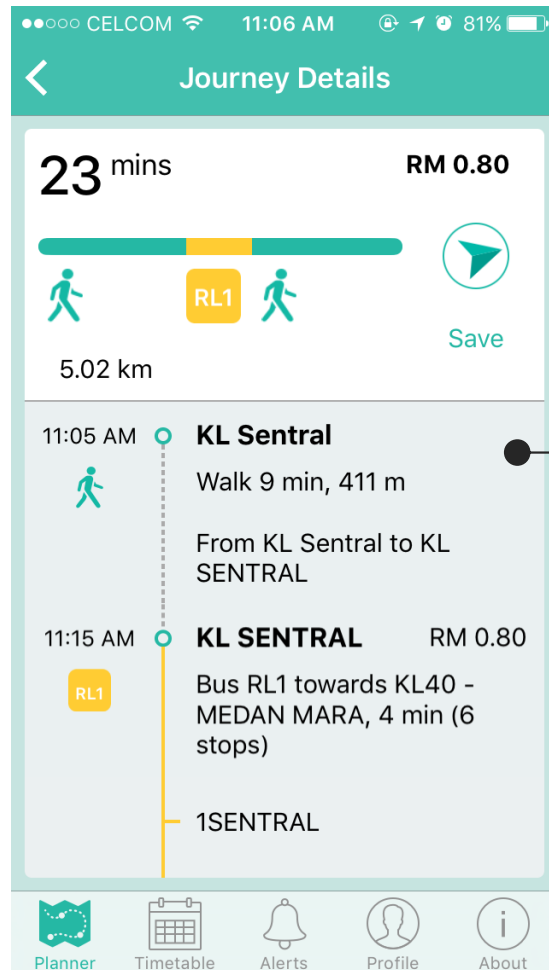 CELCOM 11:06 AM 81%
Journey Details
23 mins RM 0.80
RL1
Save
5.02 km
11:05 AM KL Sentral
Walk 9 min, 411 m
From KL Sentral to KL
SENTRAL
11:15 AM KL SENTRAL RM 0.80
RL1
Bus RL1 towards KL40 -
MEDAN MARA, 4 min (6
stops)
1SENTRAL
Planner Timetable Alerts Profile About